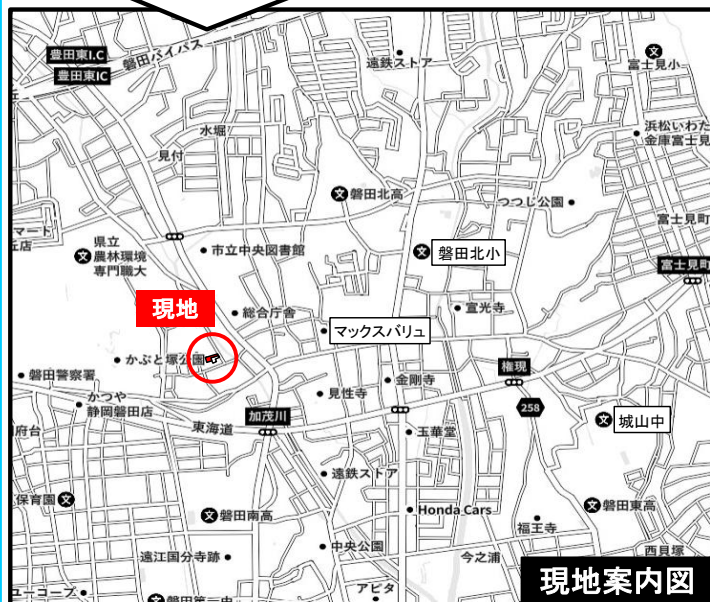 豊田東I.C
豊田東IC
磐田バイパス
遠鉄ストア
富士見小
水堀
見付
浜松いわた
金庫富士見
磐田北高
つつじ公園
富士見町
マート
丘店
県立
農林環境
専門職大
市立中央図書館
磐田北小
富士見町
現地
総合庁舎
宣光寺
マックスバリュ
かぶと塚公園
権現
磐田警察署
見性寺
金剛寺
かつや
静岡磐田店
加茂川
258
城山中
府台
東海道
玉華堂
遠鉄ストア
保育園
磐田南高
Honda Cars
磐田東高
福王寺
遠江国分寺跡
中央公園
今之浦
西貝塚
ユーコープ
アピタ
磐田第一中
現地案内図